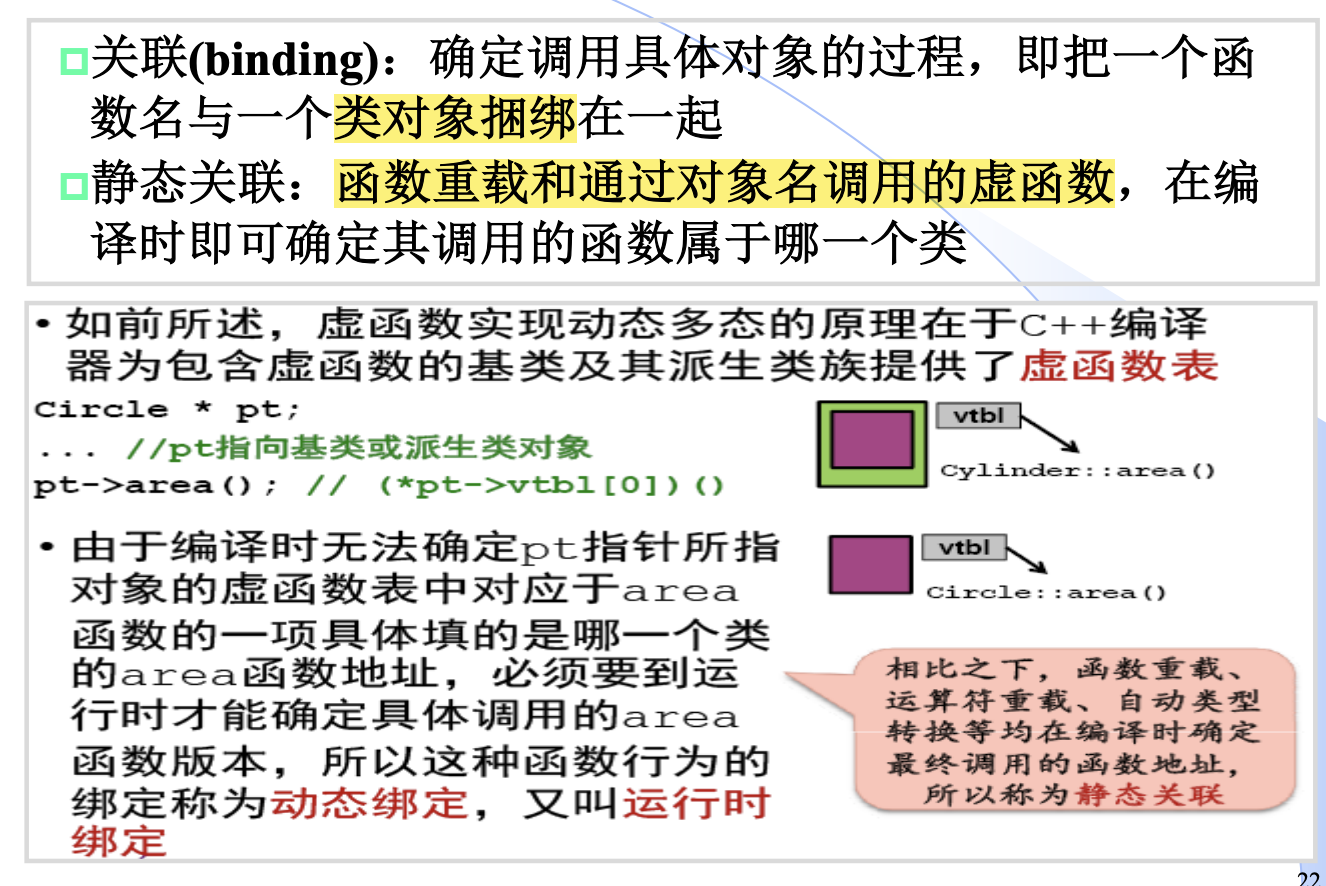 关联(binding)：确定调用具体对象的过程，即把一个函
数名与一个类对象捆绑在一起
静态关联：函数重载和通过对象名调用的虚函数，在编
译时即可确定其调用的函数属于哪一个类
• 如前所述，虚函数实现动态多态的原理在于C++编译
器为包含虚函数的基类及其派生类族提供了虚函数表
Circle * pt;
... //pt指向基类或派生类对象
pt->area(); // (*pt->vtbl[0])()
vtbl
Cylinder::area()
vtbl
Circle::area()
• 由于编译时无法确定pt指针所指
对象的虚函数表中对应于area
函数的一项具体填的是哪一个类
的area函数地址，必须要到运
行时才能确定具体调用的area
函数版本，所以这种函数行为的
绑定称为动态绑定，又叫运行时
绑定
相比之下，函数重载、
运算符重载、自动类型
转换等均在编译时确定
最终调用的函数地址，
所以称为静态关联
22